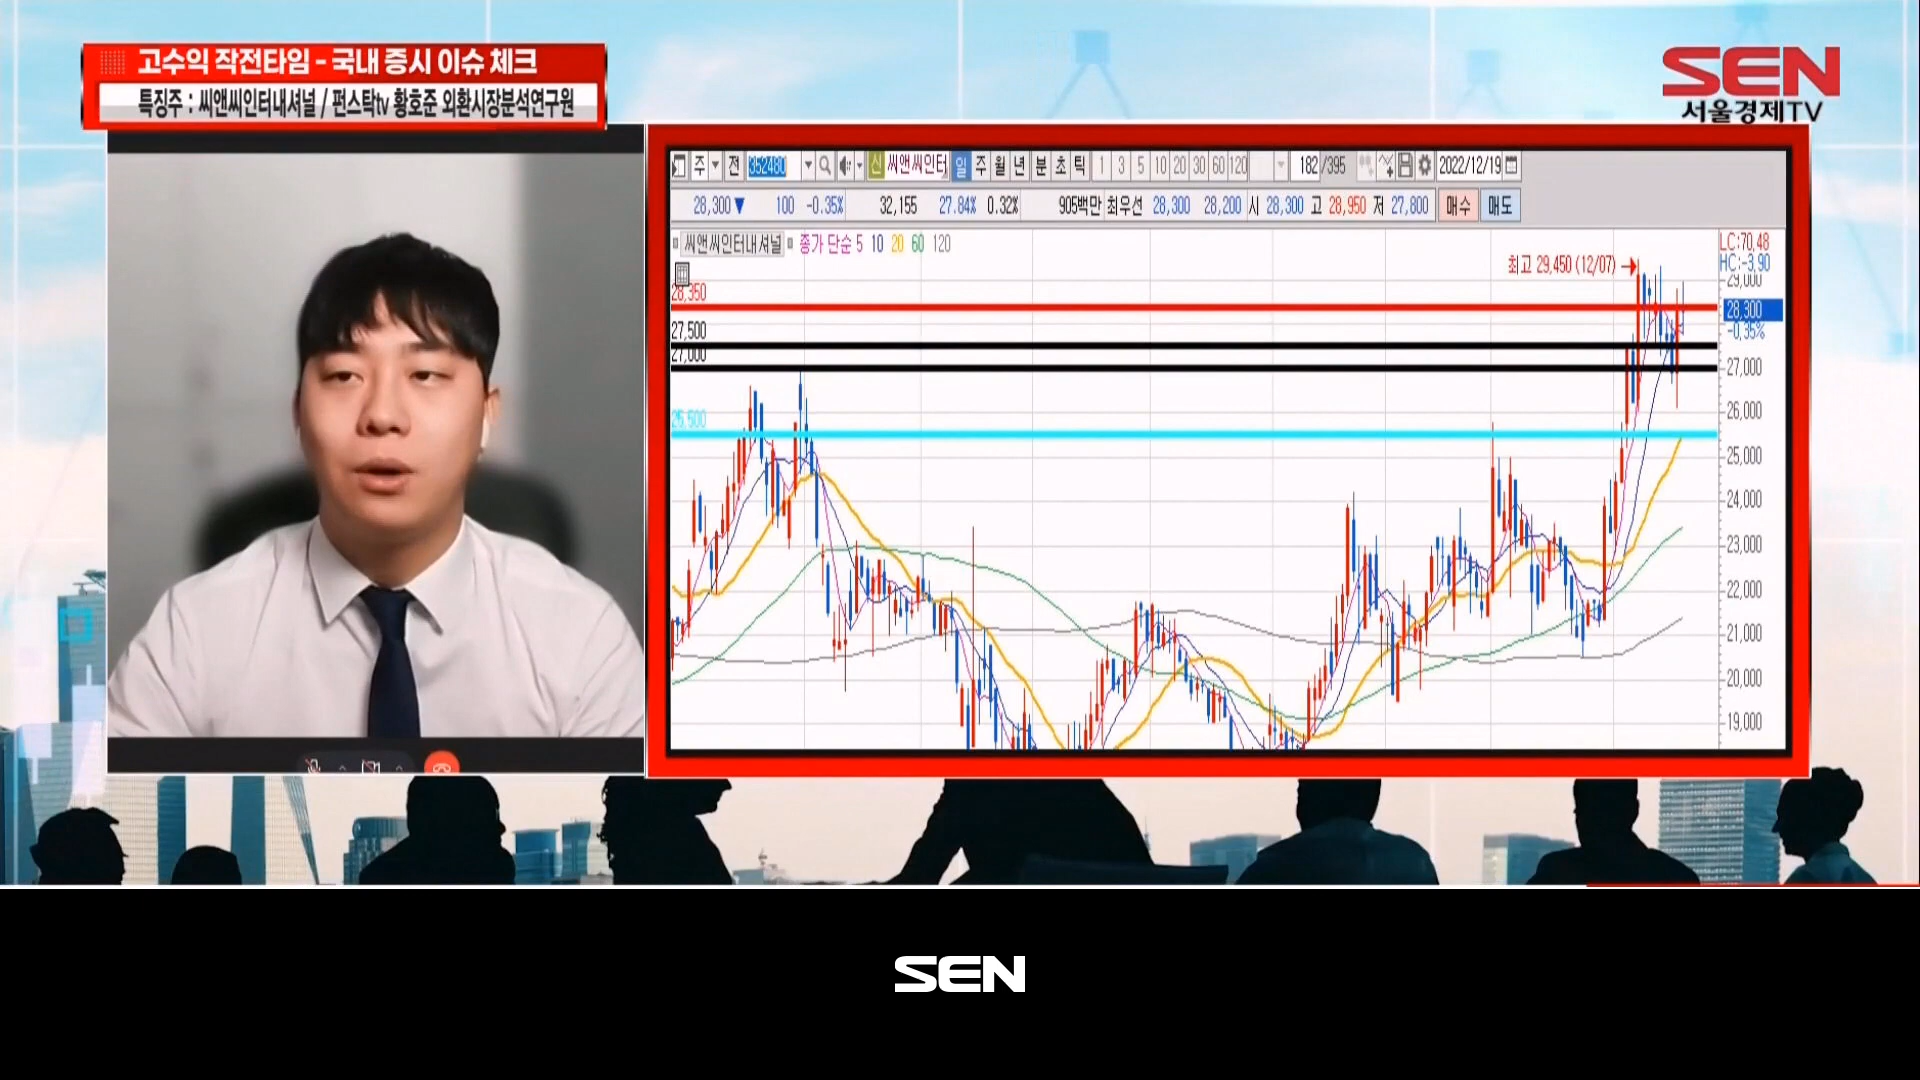 고수익 작전타임 - 국내 증시 이슈 체크
특징주 : 씨앤씨인터내셔널 / 펀스탁tv 황호준 외환시장분석연구원
SEN
서울경제TV
주 전 352480 신 씨앤씨인터 일 주 월 년 분 초 틱 1 3 5 10 20 30 60 120 182 /395 2022/12/19
28,300 ▼ 100 -0.35% 32,155 27.84% 0.32% 905백만 최우선 28,300 28,200 시 28,300 고 28,950 저 27,800 매수 매도
씨앤씨인터내셔널 종가 단순 5 10 20 60 120
LC:70.48
HC:-3.90
최고 29,450 (12/07)
29,000
28,350
28,300
-0.35%
27,500
27,000
27,000
26,000
25,500
25,000
24,000
23,000
22,000
21,000
20,000
19,000
SEN